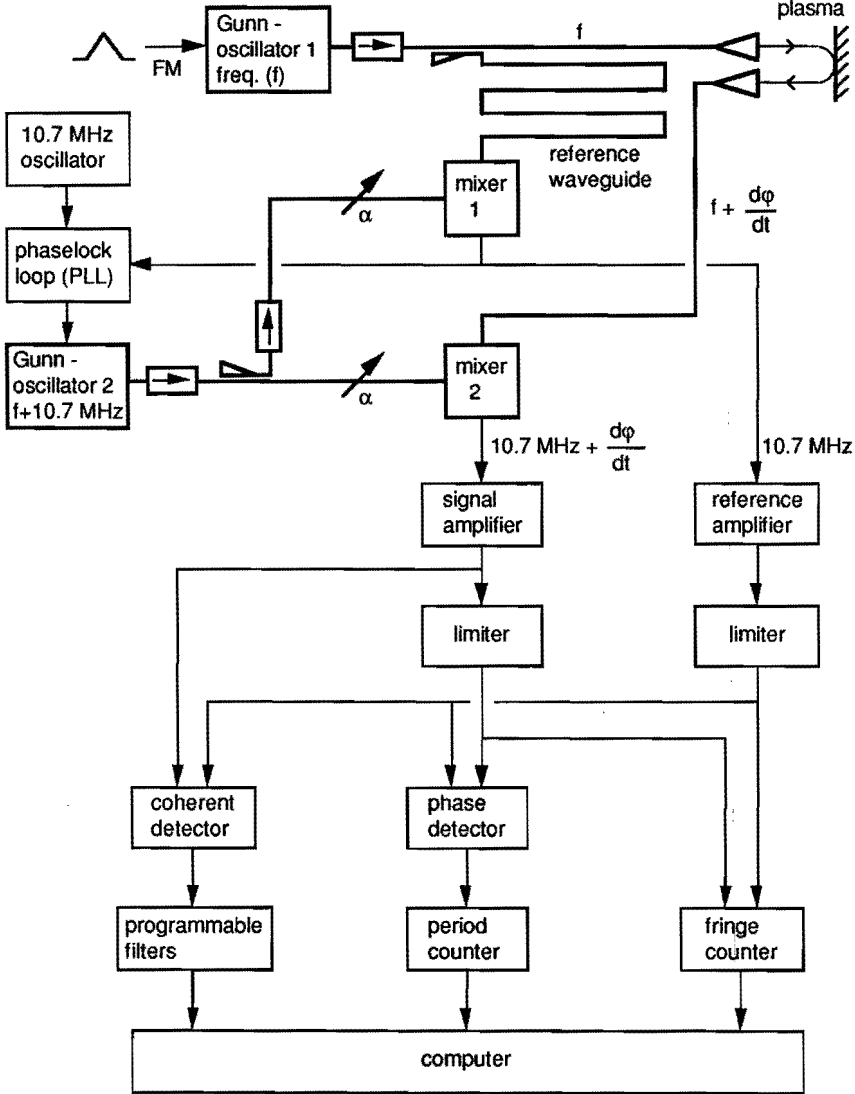 plasma
Gunn -
oscillator 1
freq. (f)
FM
f
10.7 MHz
oscillator
reference
waveguide
mixer
1
α
f + dφ
dt
phaselock
loop (PLL)
Gunn -
oscillator 2
f+10.7 MHz
α
mixer
2
10.7 MHz + dφ
dt
10.7 MHz
signal
amplifier
reference
amplifier
limiter
limiter
coherent
detector
phase
detector
programmable
filters
period
counter
fringe
counter
computer